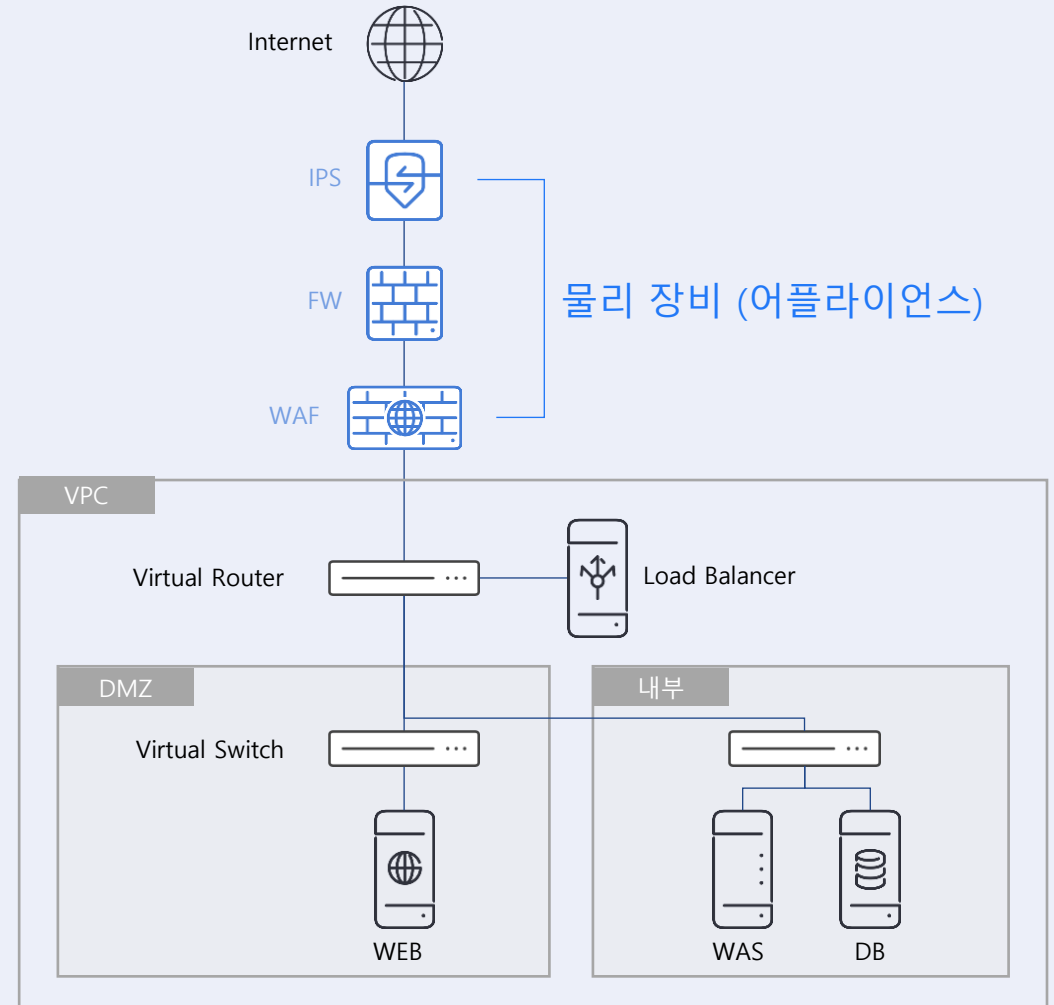 Internet
IPS
FW
물리 장비 (어플라이언스)
WAF
VPC
Virtual Router
Load Balancer
DMZ
내부
Virtual Switch
WEB
WAS
DB